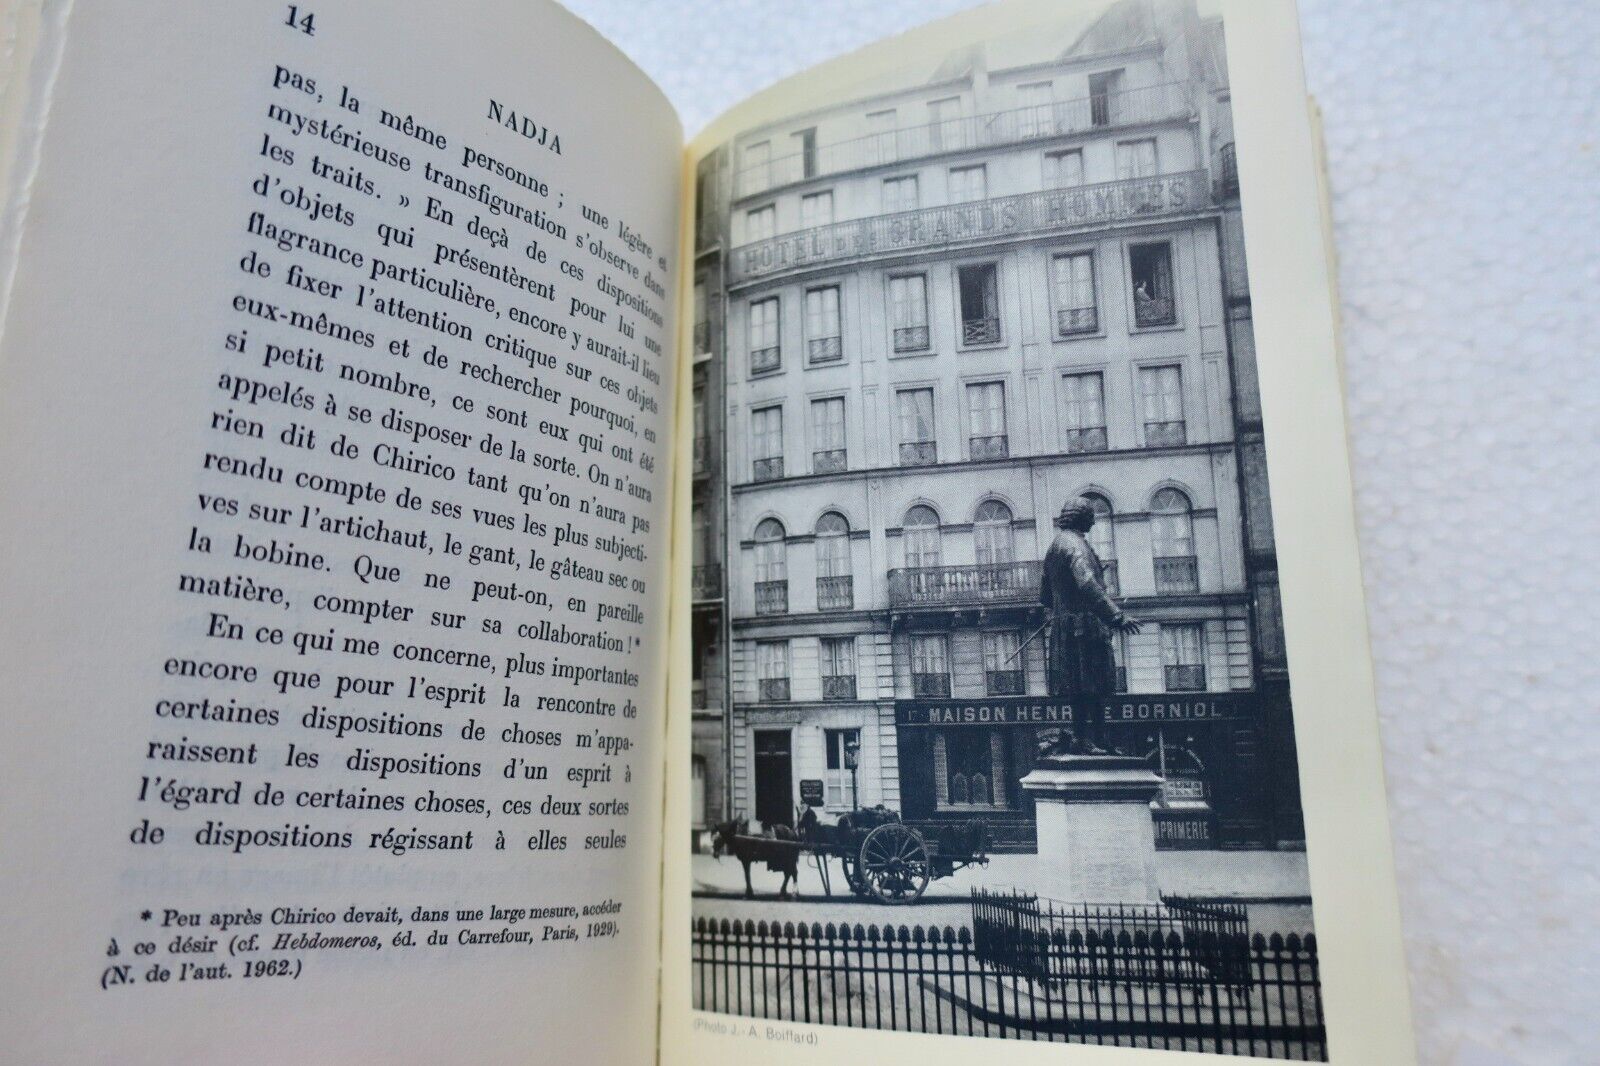 14
NADJA
pas, la même personne ; une légère et
mystérieuse transfiguration s'observe dans
les traits. » En deçà de ces dispositions
d'objets qui présentèrent pour lui une
flagrance particulière, encore y aurait-il lieu
de fixer l'attention critique sur ces objets
eux-mêmes et de rechercher pourquoi, en
si petit nombre, ce sont eux qui ont été
appelés à se disposer de la sorte. On n'aura
rien dit de Chirico tant qu'on n'aura pas
rendu compte de ses vues les plus subjecti-
ves sur l'artichaut, le gant, le gâteau sec ou
la bobine. Que ne peut-on, en pareille
matière, compter sur sa collaboration ! *
En ce qui me concerne, plus importantes
encore que pour l'esprit la rencontre de
certaines dispositions de choses m'appa-
raissent les dispositions d'un esprit à
l'égard de certaines choses, ces deux sortes
de dispositions régissant à elles seules
* Peu après Chirico devait, dans une large mesure, accéder
à ce désir (cf. Hebdomeros, éd. du Carrefour, Paris, 1929).
(N. de l'aut. 1962.)
HOTEL DES GRANDS HOMMES
MAISON HENRI DE BORNIOL
IMPRIMERIE
(Photo J.-A. Boiffard)